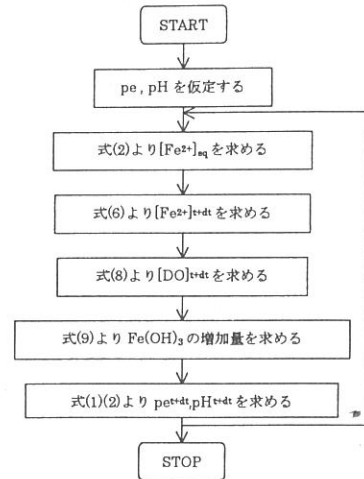 START
pe , pH を仮定する
式(2)より[Fe²⁺]eq を求める
式(6)より[Fe²⁺]t+dt を求める
式(8)より[DO]t+dt を求める
式(9)より Fe(OH)₃ の増加量を求める
式(1)(2)より peᵗ⁺ᵈᵗ,pHᵗ⁺ᵈᵗ を求める
STOP